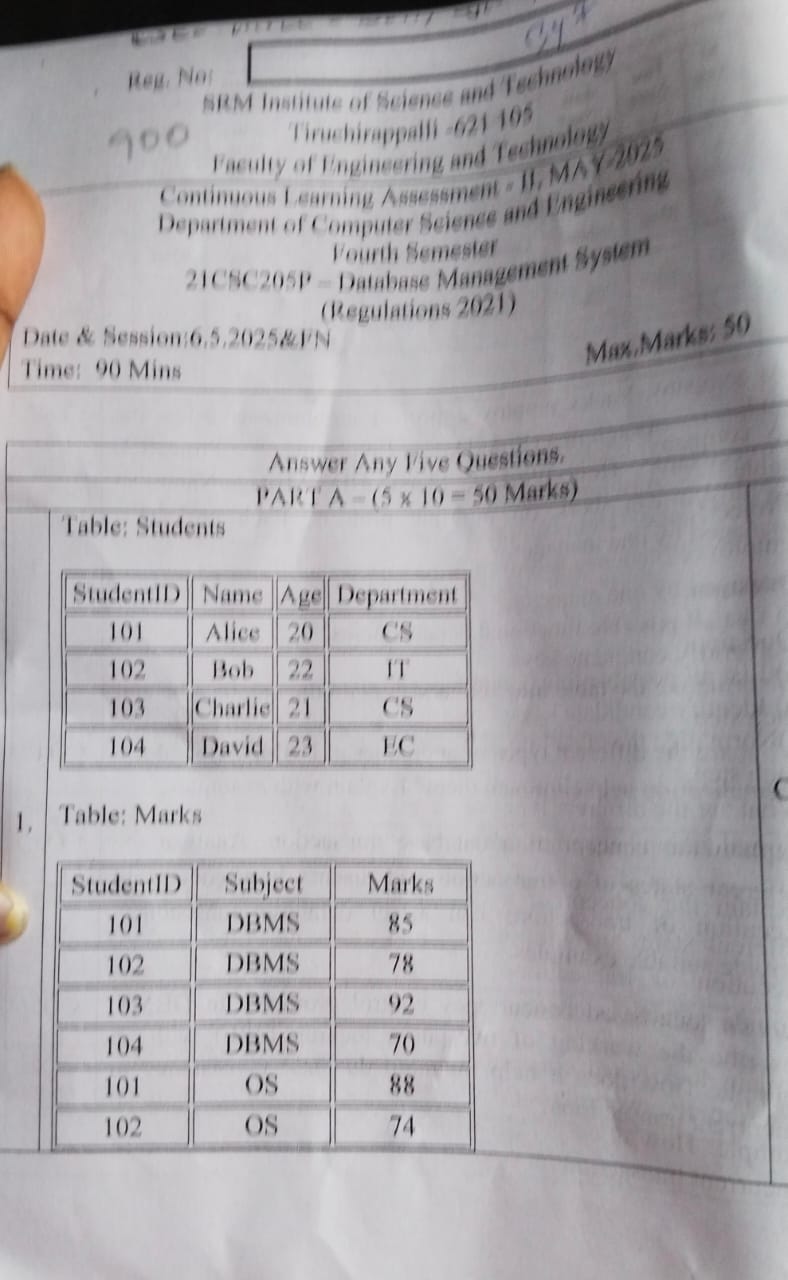 Reg. No:
SRM Institute of Science and Technology
900
Tiruchirappalli -621 105
Faculty of Engineering and Technology
Continuous Learning Assessment - II, MAY-2025
Department of Computer Science and Engineering
Fourth Semester
21CSC205P – Database Management System
(Regulations 2021)
Date & Session:6.5.2025&FN
Max.Marks: 50
Time: 90 Mins
Answer Any Five Questions.
PART A – (5 x 10 = 50 Marks)
Table: Students
StudentID Name Age Department
101 Alice 20 CS
102 Bob 22 IT
103 Charlie 21 CS
104 David 23 EC
1. Table: Marks
StudentID Subject Marks
101 DBMS 85
102 DBMS 78
103 DBMS 92
104 DBMS 70
101 OS 88
102 OS 74